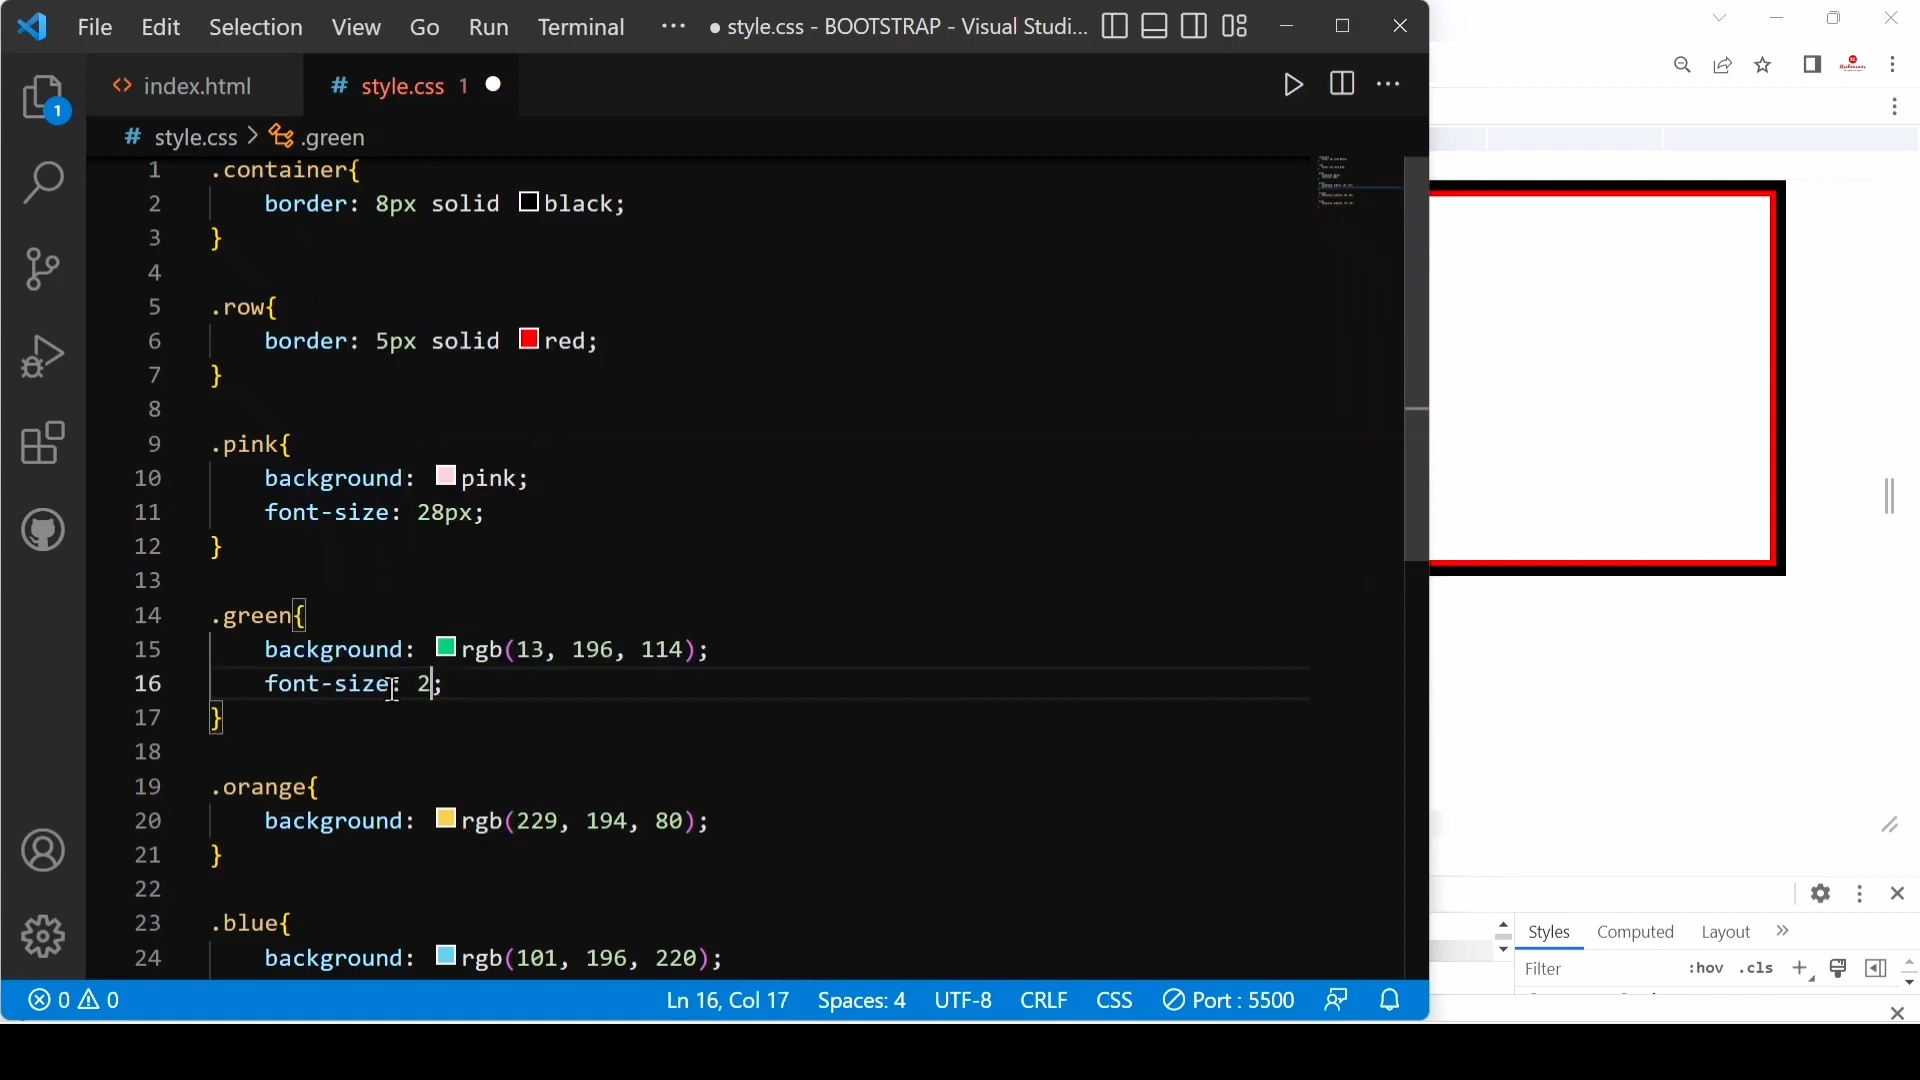 File Edit Selection View Go Run Terminal ··· ● style.css - BOOTSTRAP - Visual Studi...
index.html
# style.css 1
# style.css > .green
1 .container{
2 border: 8px solid black;
3 }
4
5 .row{
6 border: 5px solid red;
7 }
8
9 .pink{
10 background: pink;
11 font-size: 28px;
12 }
13
14 .green{
15 background: rgb(13, 196, 114);
16 font-size: 2;
17 }
18
19 .orange{
20 background: rgb(229, 194, 80);
21 }
22
23 .blue{
24 background: rgb(101, 196, 220);
1
0 0
Ln 16, Col 17 Spaces: 4 UTF-8 CRLF CSS Port : 5500
Styles Computed Layout »
Filter :hov .cls +